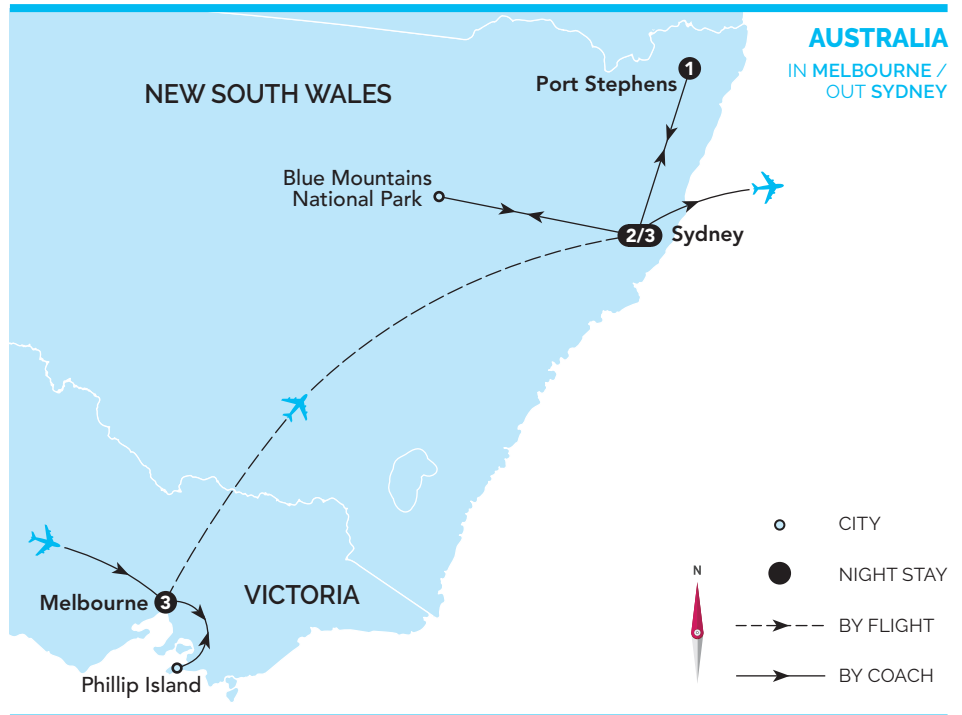 AUSTRALIA
IN MELBOURNE /
OUT SYDNEY
NEW SOUTH WALES
Port Stephens
1
Blue Mountains
National Park
2/3
Sydney
Melbourne
3
VICTORIA
Phillip Island
N
CITY
NIGHT STAY
BY FLIGHT
BY COACH